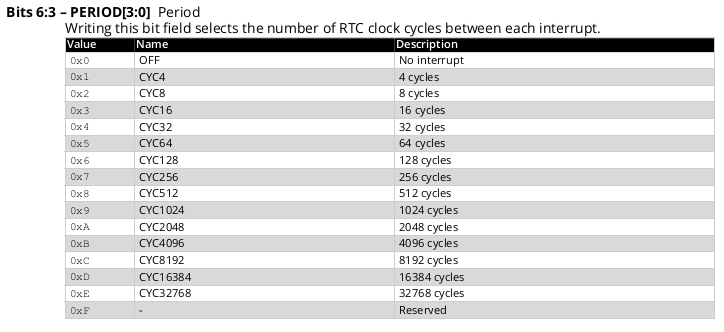 Bits 6:3 – PERIOD[3:0] Period
Writing this bit field selects the number of RTC clock cycles between each interrupt.
Value Name Description
0x0 OFF No interrupt
0x1 CYC4 4 cycles
0x2 CYC8 8 cycles
0x3 CYC16 16 cycles
0x4 CYC32 32 cycles
0x5 CYC64 64 cycles
0x6 CYC128 128 cycles
0x7 CYC256 256 cycles
0x8 CYC512 512 cycles
0x9 CYC1024 1024 cycles
0xA CYC2048 2048 cycles
0xB CYC4096 4096 cycles
0xC CYC8192 8192 cycles
0xD CYC16384 16384 cycles
0xE CYC32768 32768 cycles
0xF - Reserved